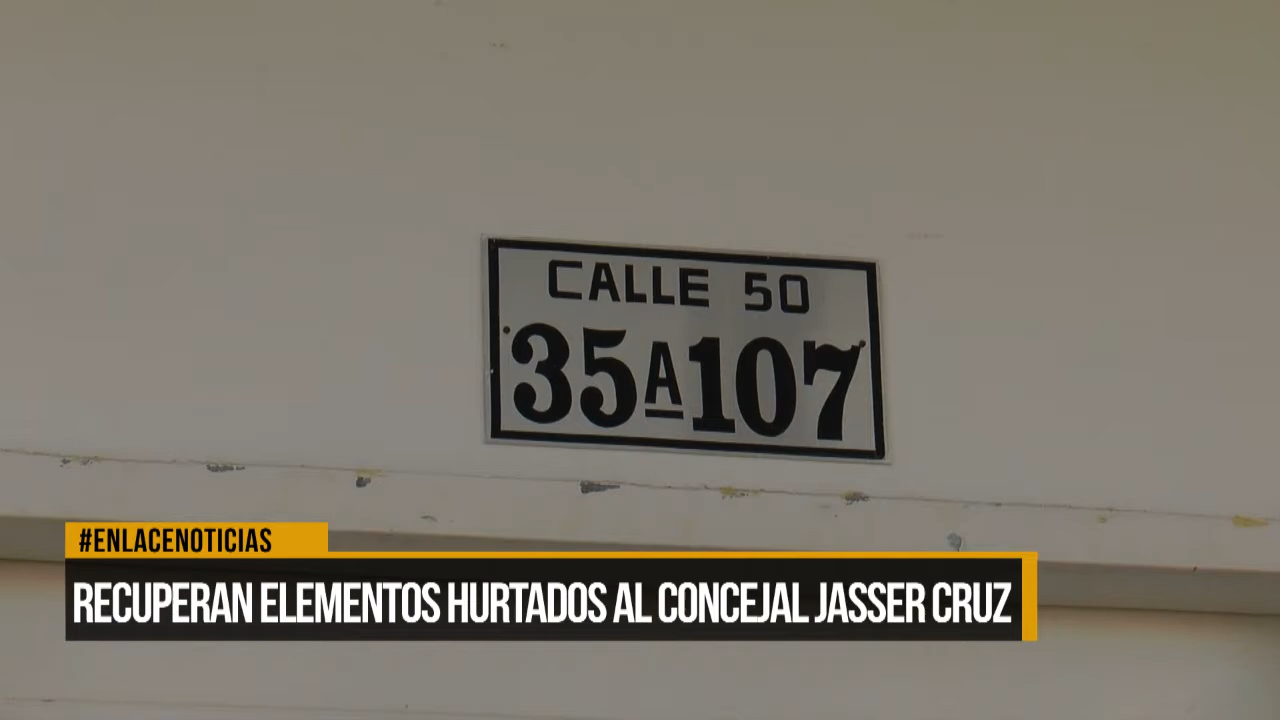 CALLE 50
35A107
#ENLACENOTICIAS
RECUPERAN ELEMENTOS HURTADOS AL CONCEJAL JASSER CRUZ